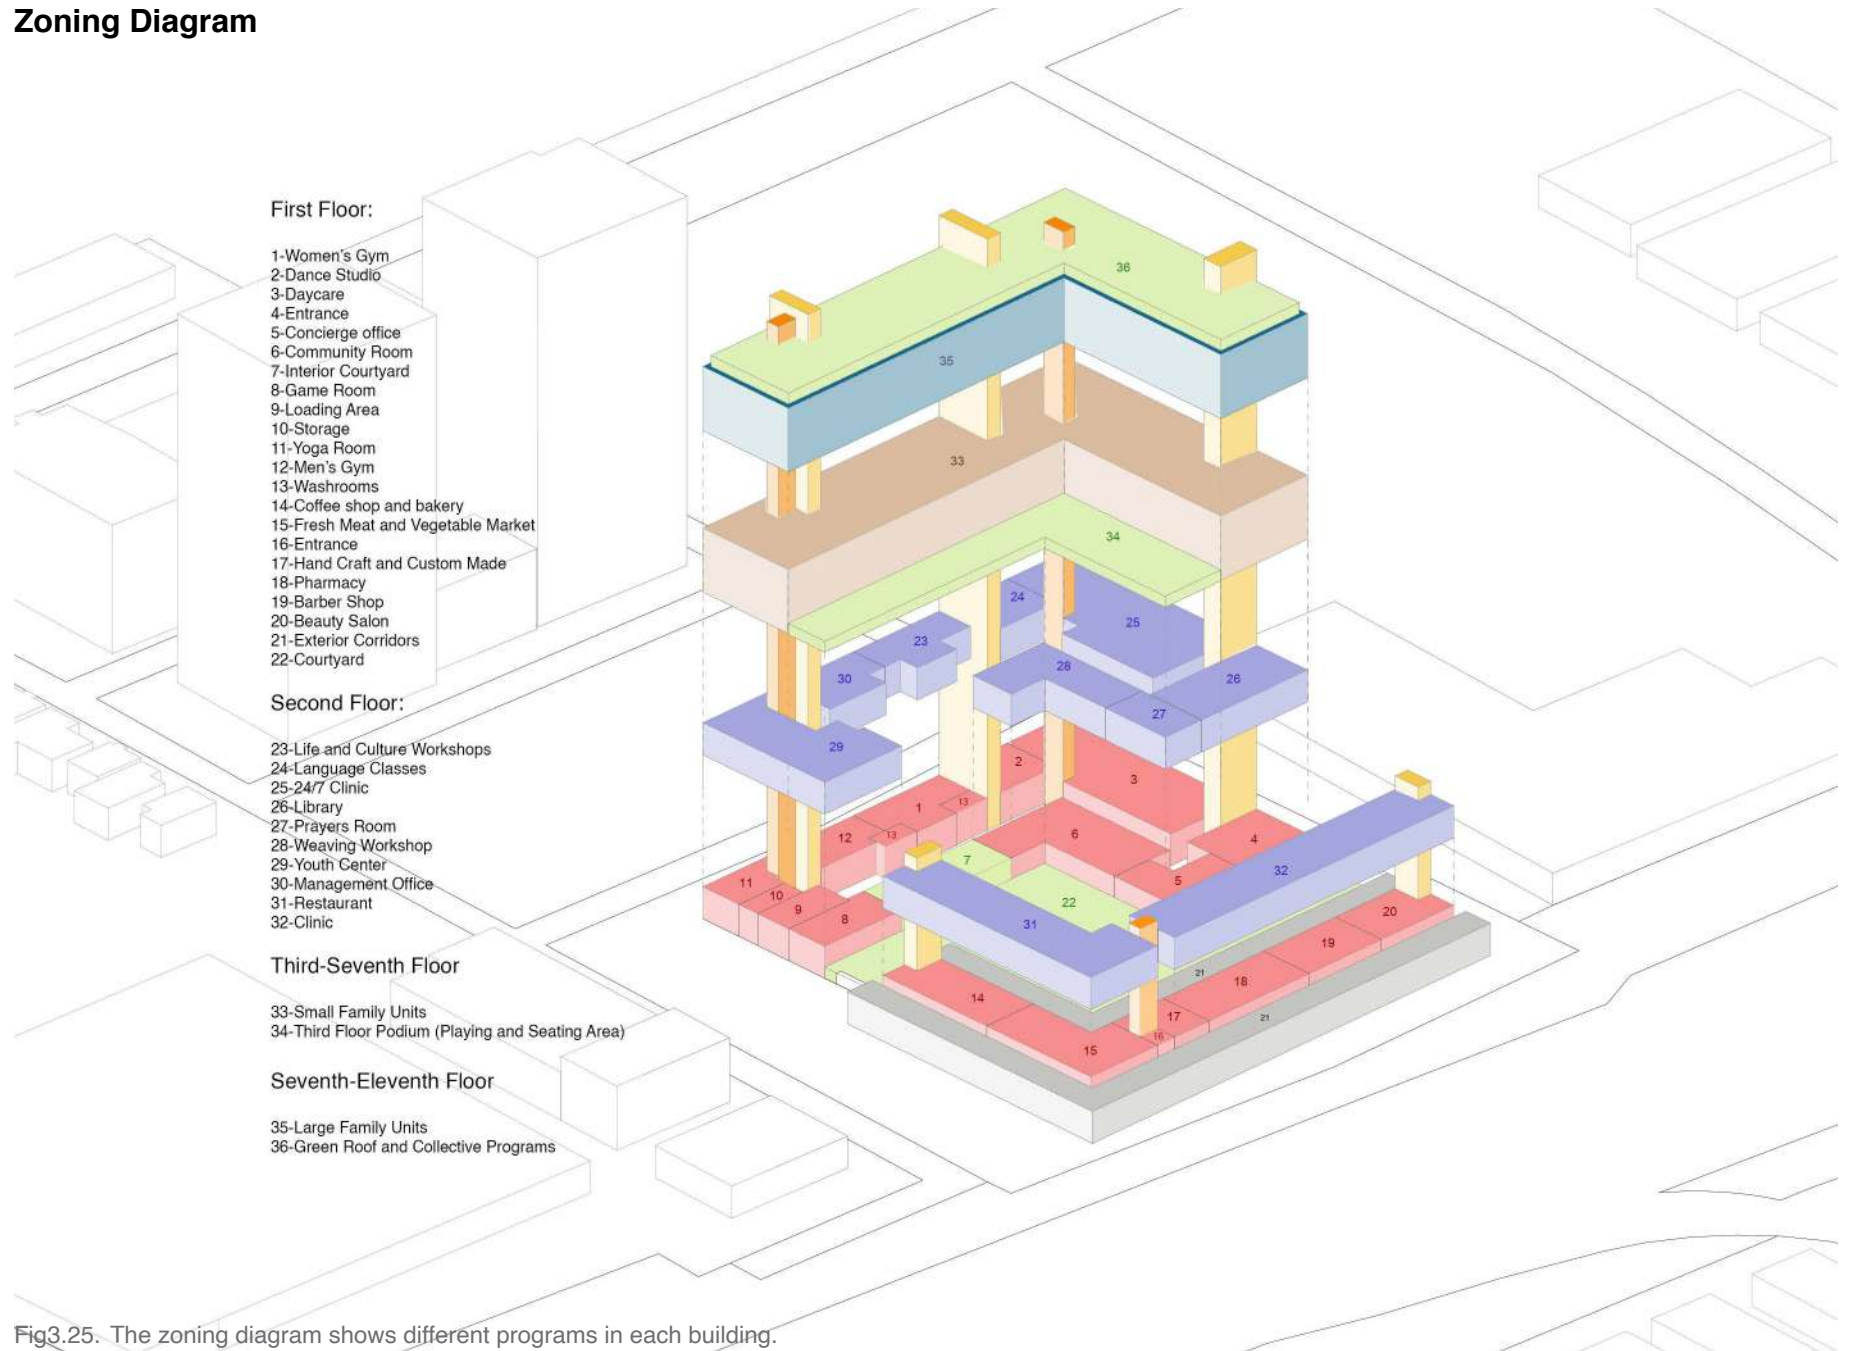 Zoning Diagram
First Floor:
1-Women's Gym
2-Dance Studio
3-Daycare
4-Entrance
5-Concierge office
6-Community Room
7-Interior Courtyard
8-Game Room
9-Loading Area
10-Storage
11-Yoga Room
12-Men's Gym
13-Washrooms
14-Coffee shop and bakery
15-Fresh Meat and Vegetable Market
16-Entrance
17-Hand Craft and Custom Made
18-Pharmacy
19-Barber Shop
20-Beauty Salon
21-Exterior Corridors
22-Courtyard
Second Floor:
23-Life and Culture Workshops
24-Language Classes
25-24/7 Clinic
26-Library
27-Prayers Room
28-Weaving Workshop
29-Youth Center
30-Management Office
31-Restaurant
32-Clinic
Third-Seventh Floor
33-Small Family Units
34-Third Floor Podium (Playing and Seating Area)
Seventh-Eleventh Floor
35-Large Family Units
36-Green Roof and Collective Programs
36
35
33
34
24
25
23
30
28
26
27
29
2
3
1
13
12
13
6
4
7
5
32
11
10
9
8
22
31
20
19
21
18
14
17
21
16
15
Fig3.25. The zoning diagram shows different programs in each building.